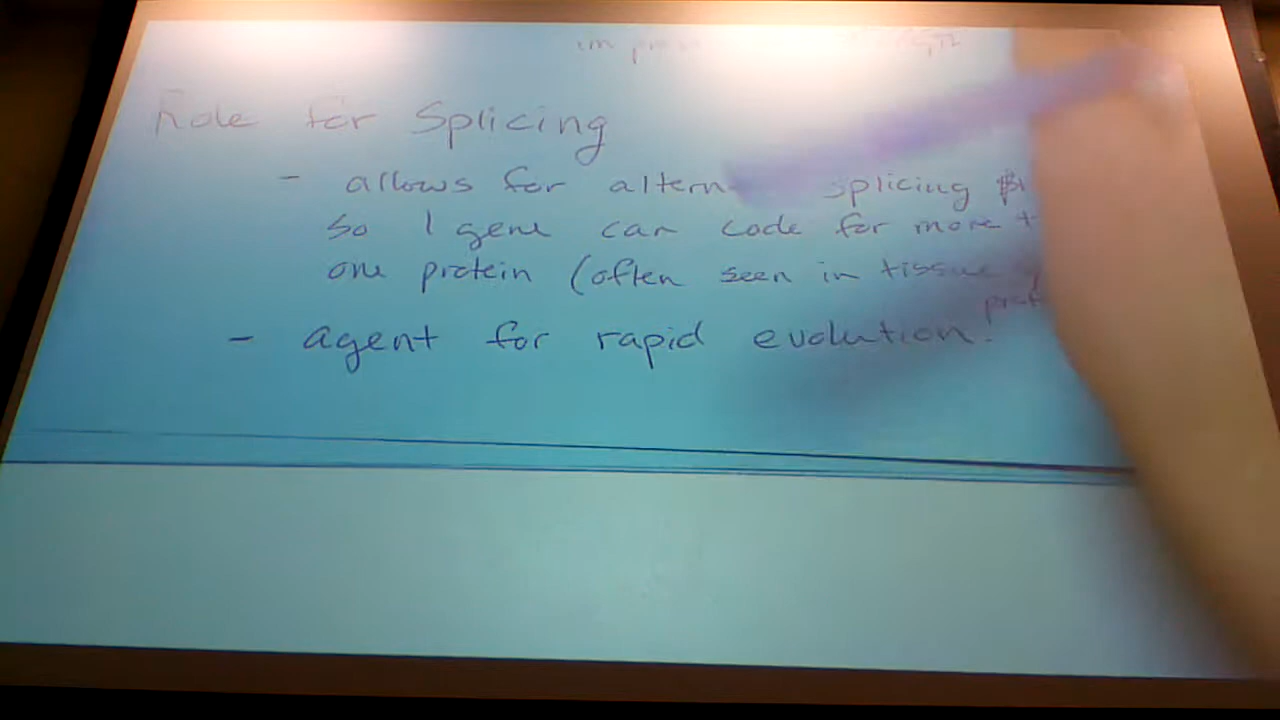 Role for Splicing
- allows for altern splicing
so 1 gene can code for more
one protein (often seen in tissue
- agent for rapid evolution!